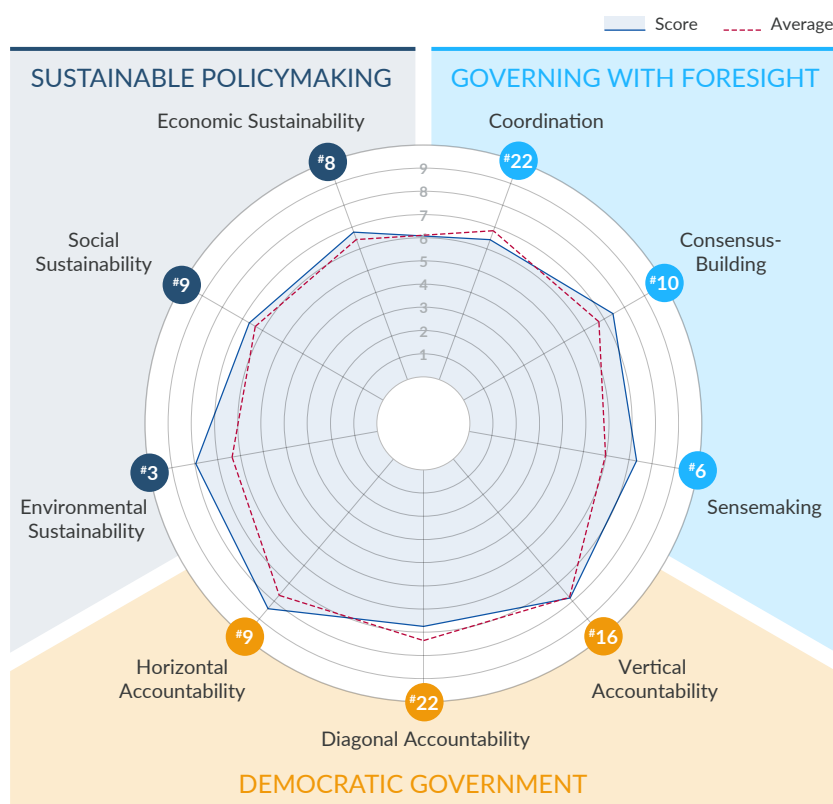 Score
Average
SUSTAINABLE POLICYMAKING
GOVERNING WITH FORESIGHT
Economic Sustainability
Coordination
#8
#22
9
8
7
6
5
4
3
2
1
Social
Sustainability
#9
Consensus-
Building
#10
#3
Environmental
Sustainability
#6
Sensemaking
#9
Horizontal
Accountability
#16
Vertical
Accountability
#22
Diagonal Accountability
DEMOCRATIC GOVERNMENT